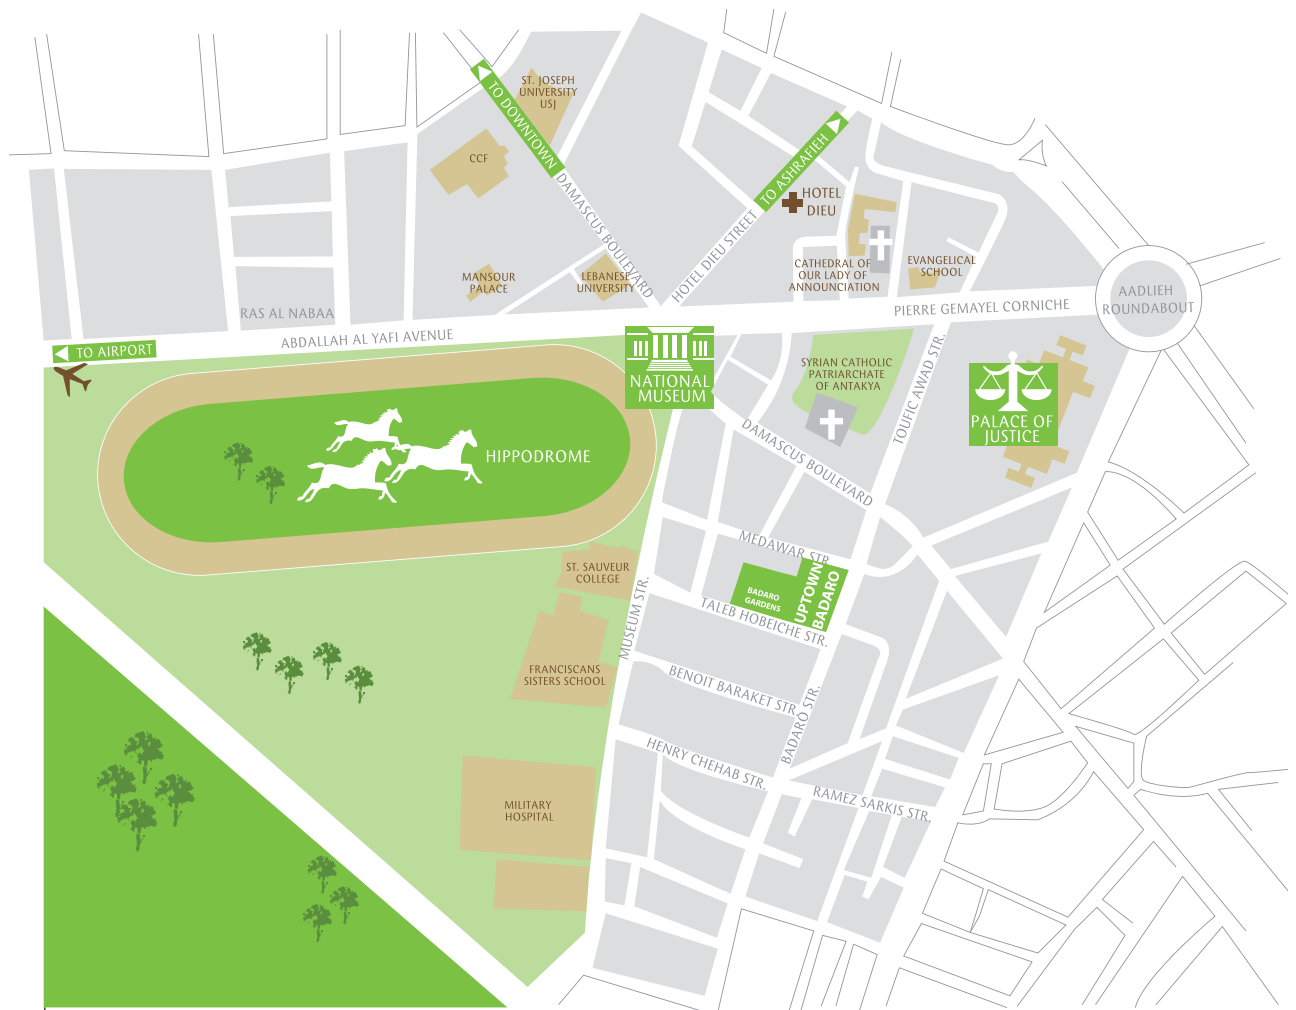 ST. JOSEPH
UNIVERSITY
USJ
TO DOWNTOWN
CCF
DAMASCUS BOULEVARD
TO ASHRAFIEH
HOTEL
DIEU
HOTEL DIEU STREET
MANSOUR
PALACE
LEBANESE
UNIVERSITY
CATHEDRAL OF
OUR LADY OF
ANNOUNCIATION
EVANGELICAL
SCHOOL
AADLIEH
ROUNDABOUT
RAS AL NABAA
PIERRE GEMAYEL CORNICHE
ABDALLAH AL YAFI AVENUE
TO AIRPORT
NATIONAL
MUSEUM
SYRIAN CATHOLIC
PATRIARCHATE
OF ANTAKYA
TOUFIC AWAD STR.
PALACE OF
JUSTICE
HIPPODROME
DAMASCUS BOULEVARD
MEDAWAR STR.
ST. SAUVEUR
COLLEGE
BADARO
GARDENS
UPTOWN
BADARO
MUSEUM STR.
TALEB HOBEICHE STR.
FRANCISCANS
SISTERS SCHOOL
BENOIT BARAKET STR.
BADARO STR.
HENRY CHEHAB STR.
RAMEZ SARKIS STR.
MILITARY
HOSPITAL